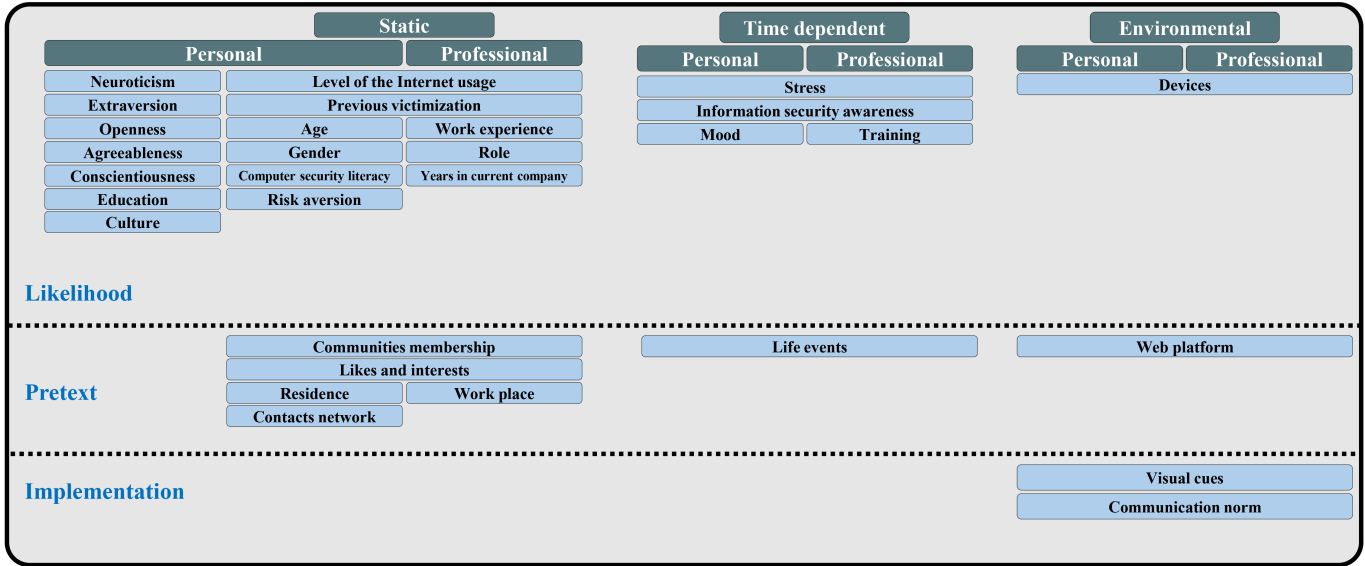 Static
Time dependent
Environmental
Personal
Professional
Personal
Professional
Personal
Professional
Neuroticism
Level of the Internet usage
Stress
Devices
Extraversion
Previous victimization
Information security awareness
Openness
Age
Work experience
Mood
Training
Agreeableness
Gender
Role
Conscientiousness
Computer security literacy
Years in current company
Education
Risk aversion
Culture
Likelihood
Communities membership
Life events
Web platform
Likes and interests
Pretext
Residence
Work place
Contacts network
Visual cues
Implementation
Communication norm